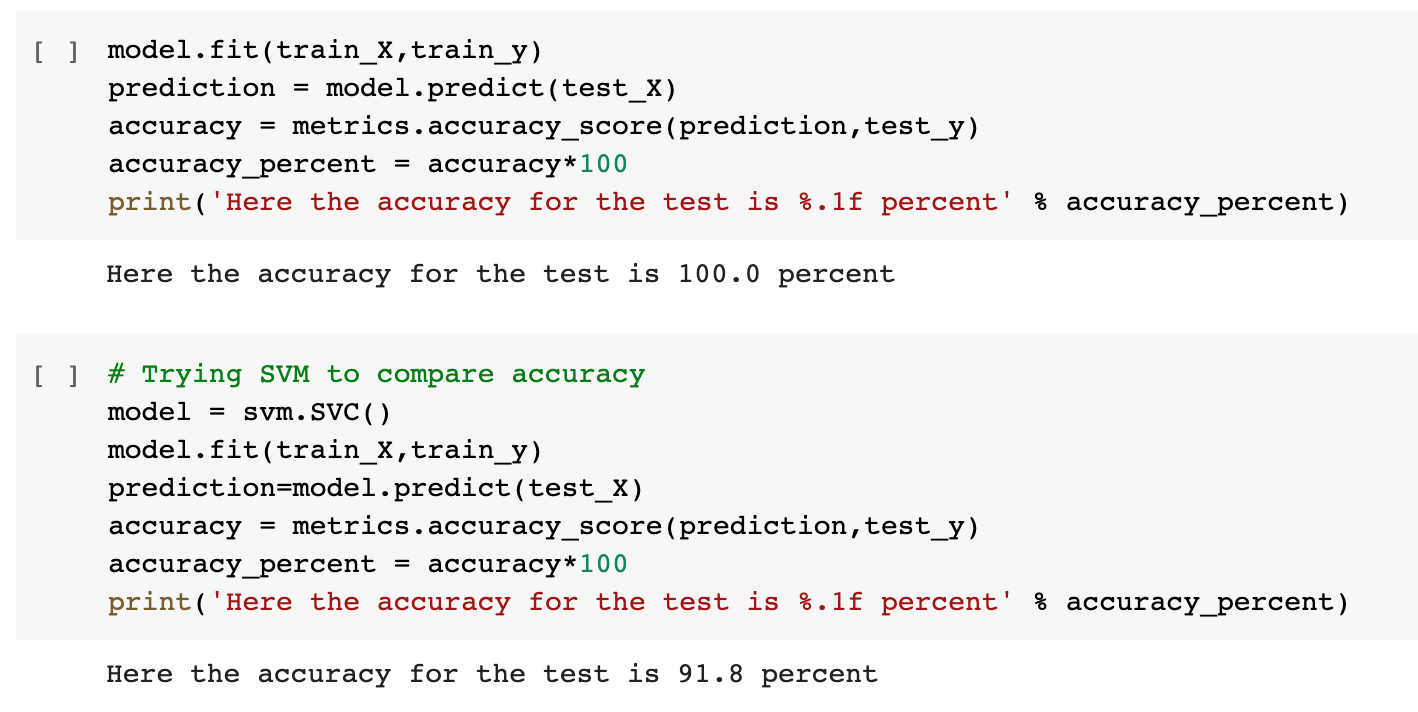 [ ] model.fit(train_X,train_y)
prediction = model.predict(test_X)
accuracy = metrics.accuracy_score(prediction,test_y)
accuracy_percent = accuracy*100
print('Here the accuracy for the test is %.1f percent' % accuracy_percent)
Here the accuracy for the test is 100.0 percent
[ ] # Trying SVM to compare accuracy
model = svm.SVC()
model.fit(train_X,train_y)
prediction=model.predict(test_X)
accuracy = metrics.accuracy_score(prediction,test_y)
accuracy_percent = accuracy*100
print('Here the accuracy for the test is %.1f percent' % accuracy_percent)
Here the accuracy for the test is 91.8 percent